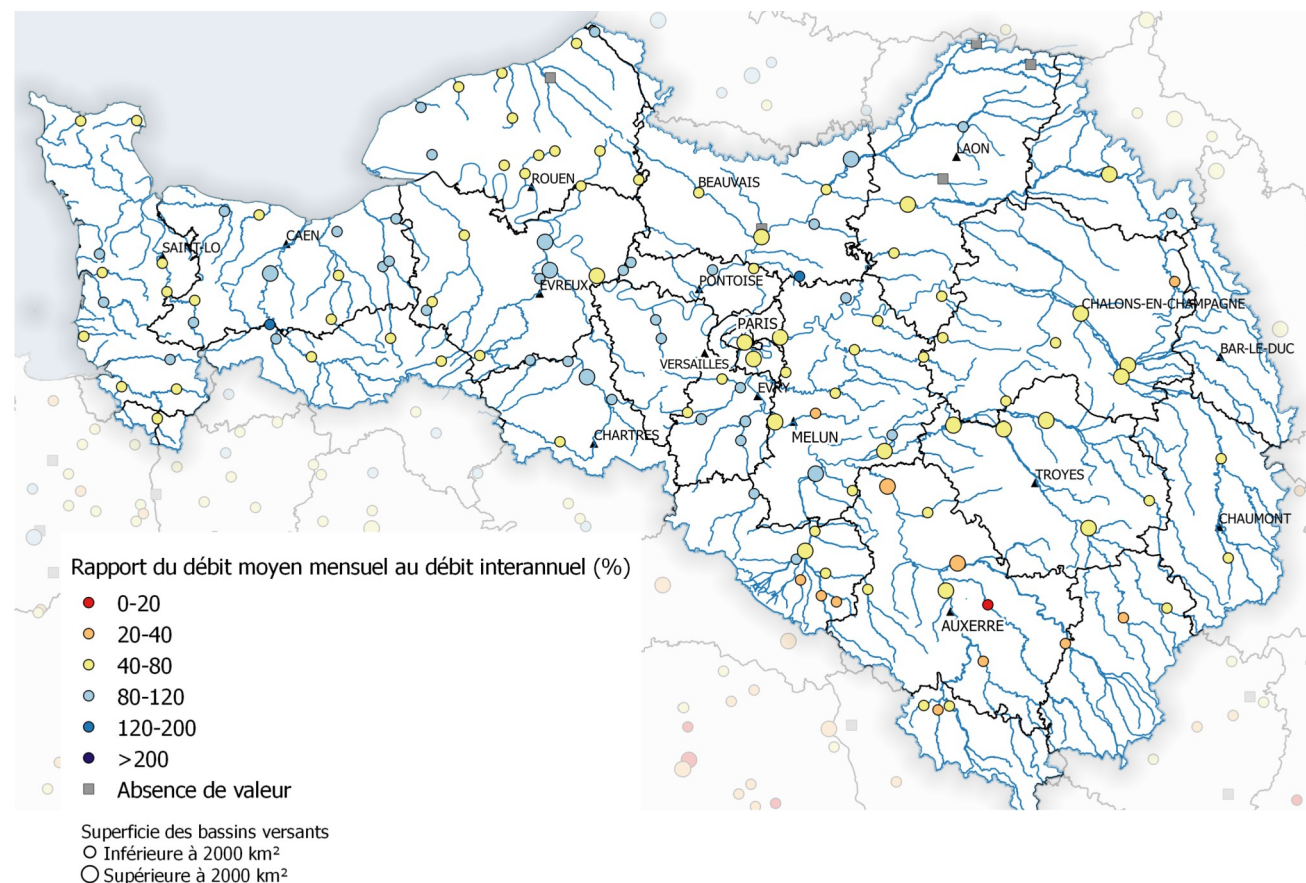 LAON
ROUEN
BEAUVAIS
CAEN
SAINT-LO
EVREUX
PONTOISE
CHALONS-EN-CHAMPAGNE
PARIS
BAR-LE-DUC
VERSAILLES
EVRY
CHARTRES
MELUN
TROYES
CHAUMONT
AUXERRE
Rapport du débit moyen mensuel au débit interannuel (%)
0-20
20-40
40-80
80-120
120-200
>200
Absence de valeur
Superficie des bassins versants
Inférieure à 2000 km²
Supérieure à 2000 km²